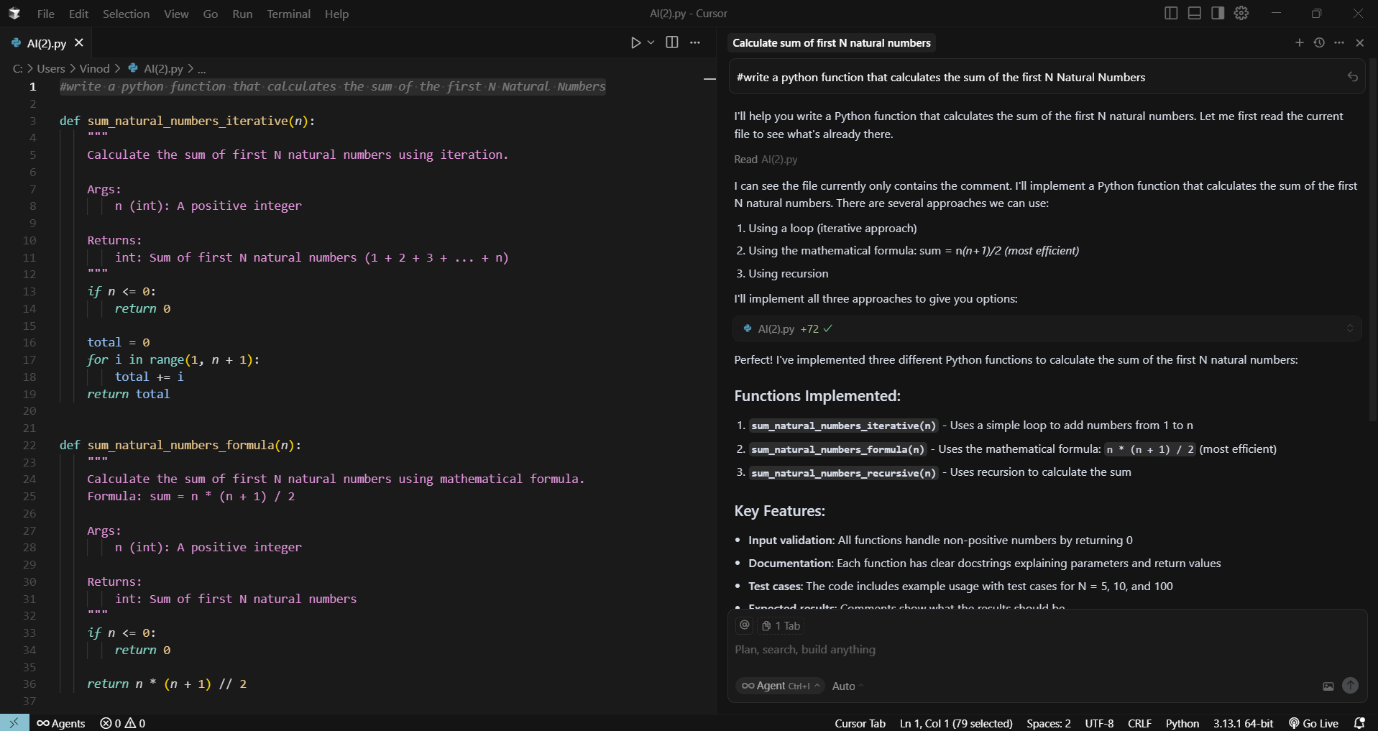 File Edit Selection View Go Run Terminal Help
AI(2).py - Cursor
AI(2).py
C: > Users > Vinod > AI(2).py > ...
1 #write a python function that calculates the sum of the first N Natural Numbers
2
3 def sum_natural_numbers_iterative(n):
4 """
5 Calculate the sum of first N natural numbers using iteration.
6
7 Args:
8 n (int): A positive integer
9
10 Returns:
11 int: Sum of first N natural numbers (1 + 2 + 3 + ... + n)
12 """
13 if n <= 0:
14 return 0
15
16 total = 0
17 for i in range(1, n + 1):
18 total += i
19 return total
20
21
22 def sum_natural_numbers_formula(n):
23 """
24 Calculate the sum of first N natural numbers using mathematical formula.
25 Formula: sum = n * (n + 1) / 2
26
27 Args:
28 n (int): A positive integer
29
30 Returns:
31 int: Sum of first N natural numbers
32 """
33 if n <= 0:
34 return 0
35
36 return n * (n + 1) // 2
37
Calculate sum of first N natural numbers
#write a python function that calculates the sum of the first N Natural Numbers
I'll help you write a Python function that calculates the sum of the first N natural numbers. Let me first read the current
file to see what's already there.
Read AI(2).py
I can see the file currently only contains the comment. I'll implement a Python function that calculates the sum of the first
N natural numbers. There are several approaches we can use:
1. Using a loop (iterative approach)
2. Using the mathematical formula: sum = n(n+1)/2 (most efficient)
3. Using recursion
I'll implement all three approaches to give you options:
AI(2).py +72
Perfect! I've implemented three different Python functions to calculate the sum of the first N natural numbers:
Functions Implemented:
1. sum_natural_numbers_iterative(n) - Uses a simple loop to add numbers from 1 to n
2. sum_natural_numbers_formula(n) - Uses the mathematical formula: n * (n + 1) / 2 (most efficient)
3. sum_natural_numbers_recursive(n) - Uses recursion to calculate the sum
Key Features:
• Input validation: All functions handle non-positive numbers by returning 0
• Documentation: Each function has clear docstrings explaining parameters and return values
• Test cases: The code includes example usage with test cases for N = 5, 10, and 100
• Expected results: Comments show what the results should be
@ 1 Tab
Plan, search, build anything
Agent Ctrl+I Auto
Agents 0 0
Cursor Tab Ln 1, Col 1 (79 selected) Spaces: 2 UTF-8 CRLF Python 3.13.1 64-bit Go Live